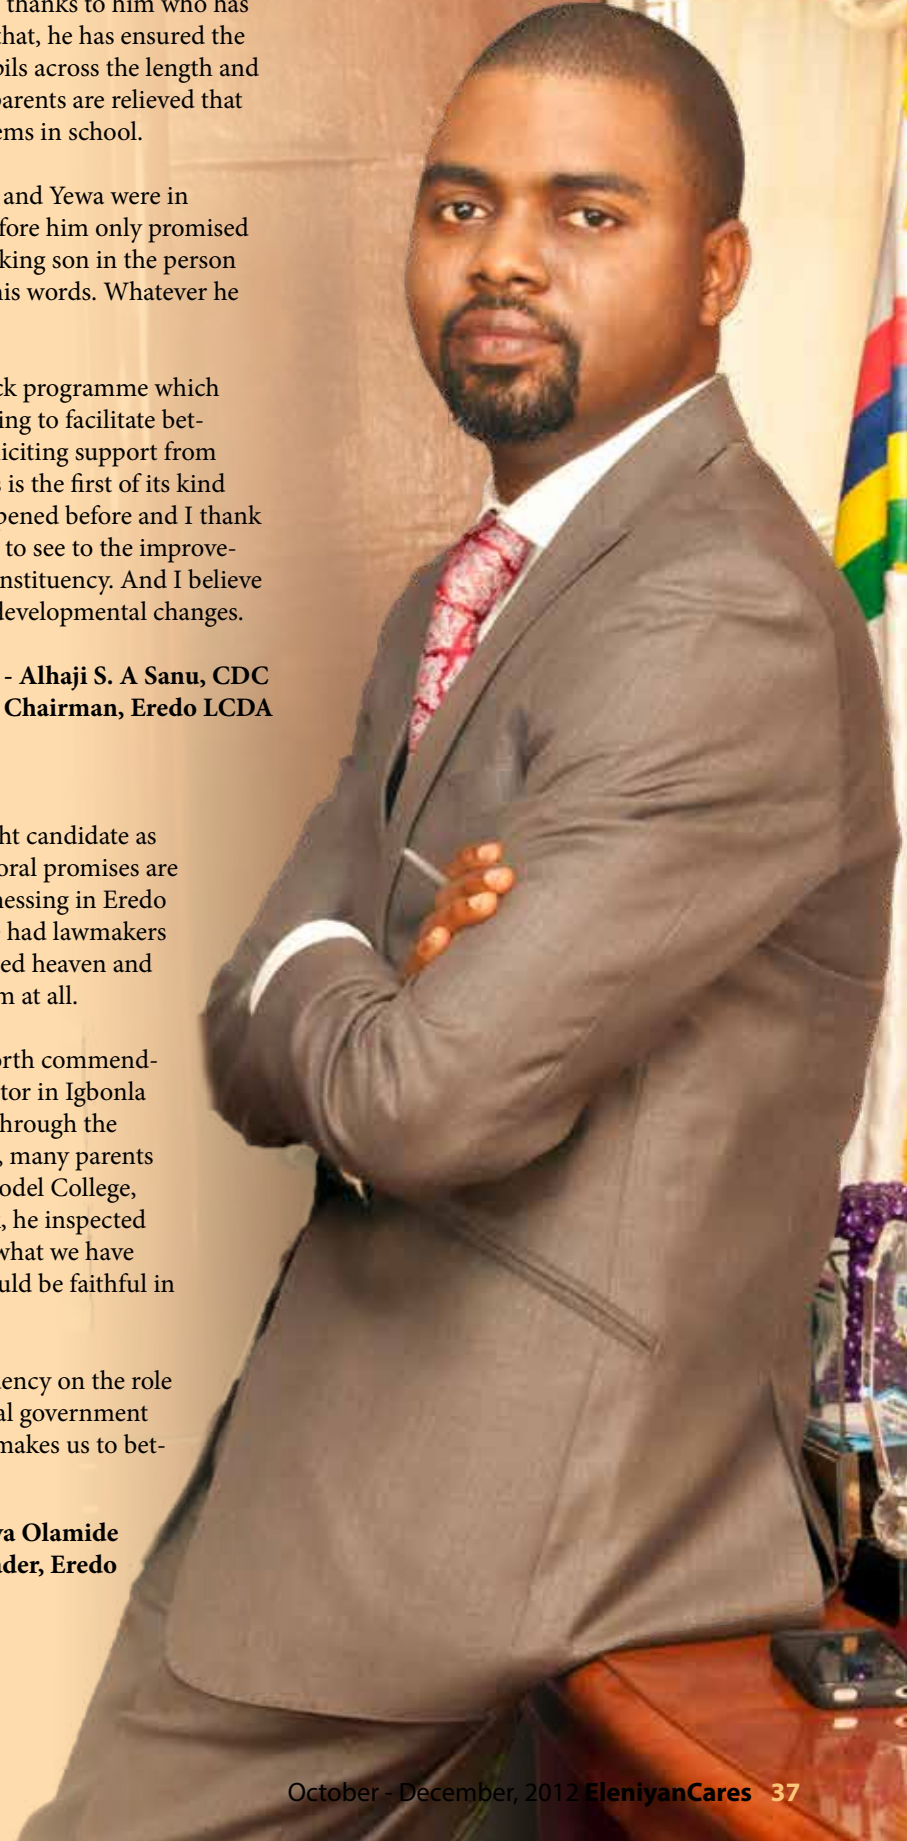 thanks to him who has
that, he has ensured the
pils across the length and
parents are relieved that
ems in school.
and Yewa were in
fore him only promised
king son in the person
his words. Whatever he
ck programme which
ing to facilitate bet-
liciting support from
s is the first of its kind
pened before and I thank
to see to the improve-
nstituency. And I believe
developmental changes.
- Alhaji S. A Sanu, CDC
Chairman, Eredo LCDA
ht candidate as
oral promises are
nessing in Eredo
had lawmakers
ed heaven and
m at all.
orth commend-
tor in Igbonla
hrough the
, many parents
odel College,
, he inspected
what we have
uld be faithful in
ency on the role
al government
makes us to bet-
va Olamide
der, Eredo
October - December, 2012 EleniyanCares 37